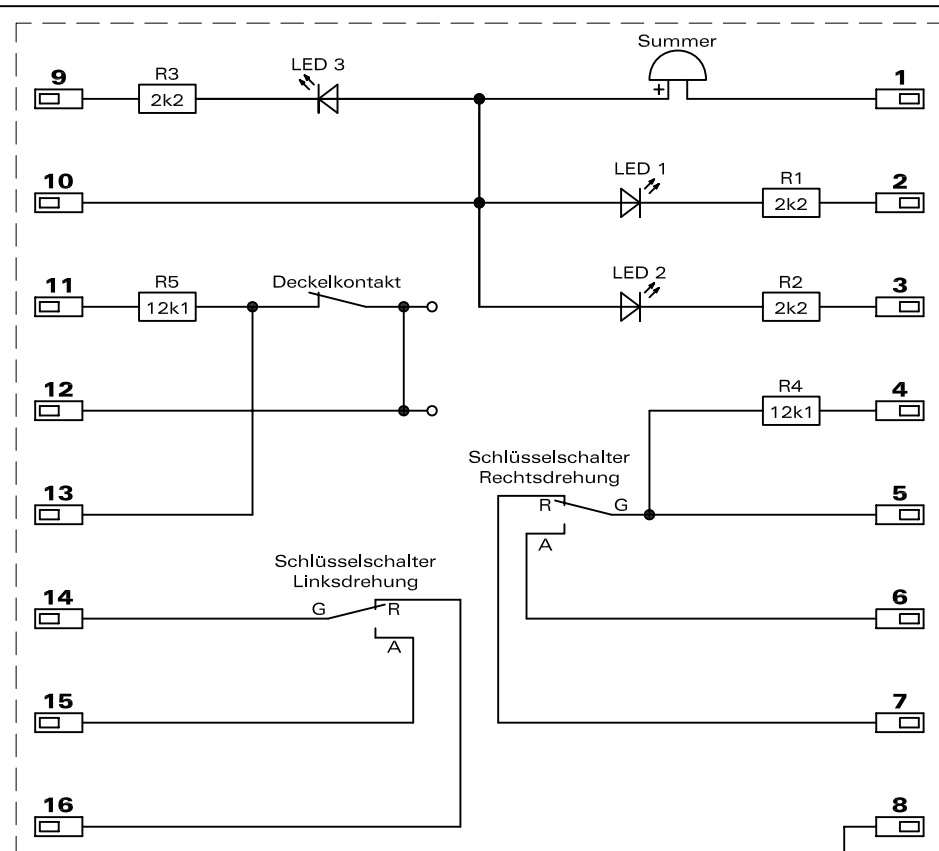 Summer
LED 3
R3
9
1
2k2
+
LED 1
R1
10
2
2k2
LED 2
R2
Deckelkontakt
R5
11
3
12k1
2k2
R4
12
4
12k1
Schlüsselschalter
Rechtsdrehung
13
5
R
G
A
Schlüsselschalter
Linksdrehung
14
6
G
R
A
15
7
16
8